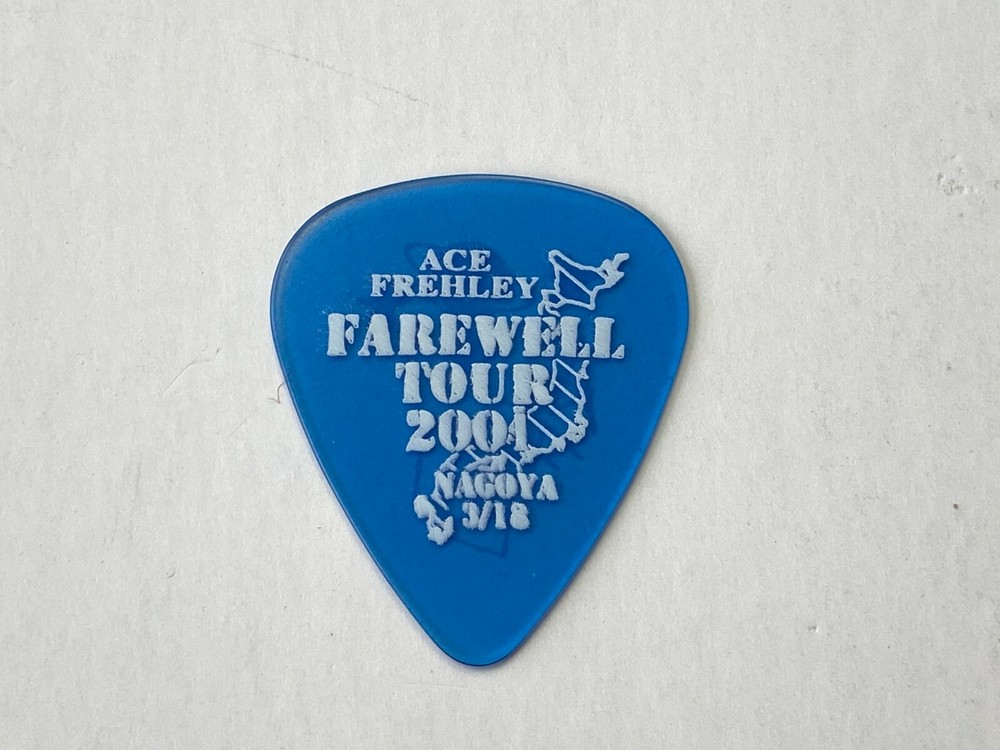 ACE
FREHLEY
FAREWELL
TOUR
2001
NAGOYA
3/18